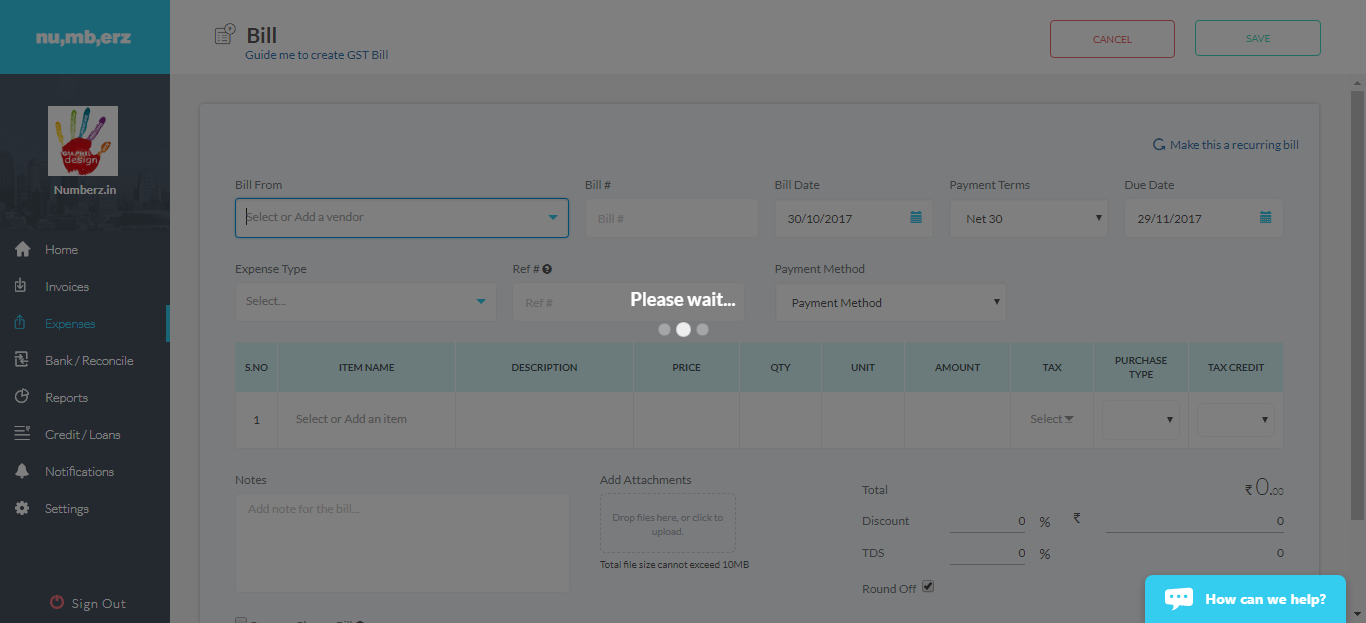 nu,mb,erz
Bill
Guide me to create GST Bill
CANCEL
SAVE
GRAPHIC
design
Numberz.in
Home
Invoices
Expenses
Bank / Reconcile
Reports
Credit / Loans
Notifications
Settings
Sign Out
Make this a recurring bill
Bill From
Bill #
Bill Date
Payment Terms
Due Date
Select or Add a vendor
Bill #
30/10/2017
Net 30
29/11/2017
Expense Type
Ref #
Payment Method
Select...
Ref #
Payment Method
Please wait...
S.NO
ITEM NAME
DESCRIPTION
PRICE
QTY
UNIT
AMOUNT
TAX
PURCHASE
TYPE
TAX CREDIT
1
Select or Add an item
Select
Notes
Add note for the bill...
Add Attachments
Drop files here, or click to
upload.
Total file size cannot exceed 10MB
Total
₹ 0.00
Discount
0 % ₹ 0
TDS
0 % 0
Round Off
How can we help?